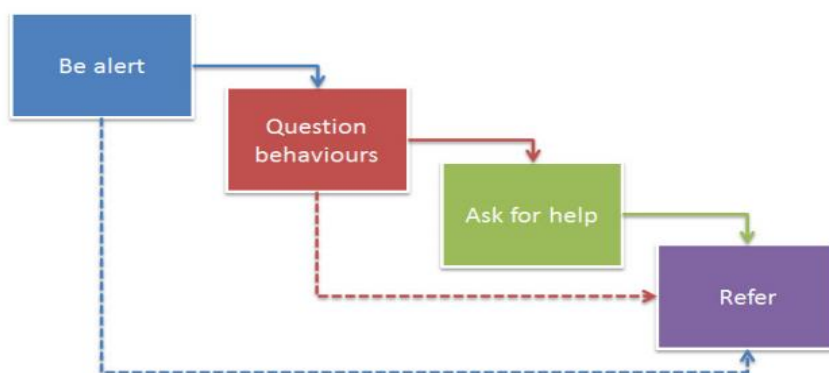 Be alert
Question
behaviours
Ask for help
Refer